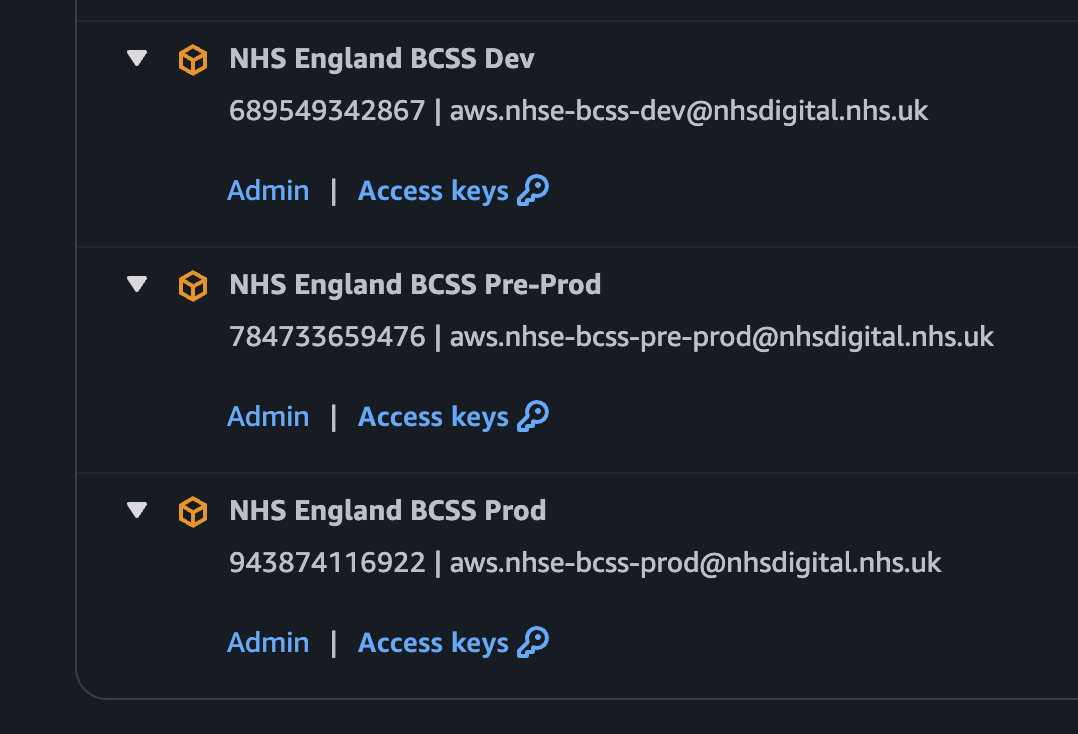 NHS England BCSS Dev
689549342867 | aws.nhse-bcss-dev@nhsdigital.nhs.uk
Admin | Access keys
NHS England BCSS Pre-Prod
784733659476 | aws.nhse-bcss-pre-prod@nhsdigital.nhs.uk
Admin | Access keys
NHS England BCSS Prod
943874116922 | aws.nhse-bcss-prod@nhsdigital.nhs.uk
Admin | Access keys